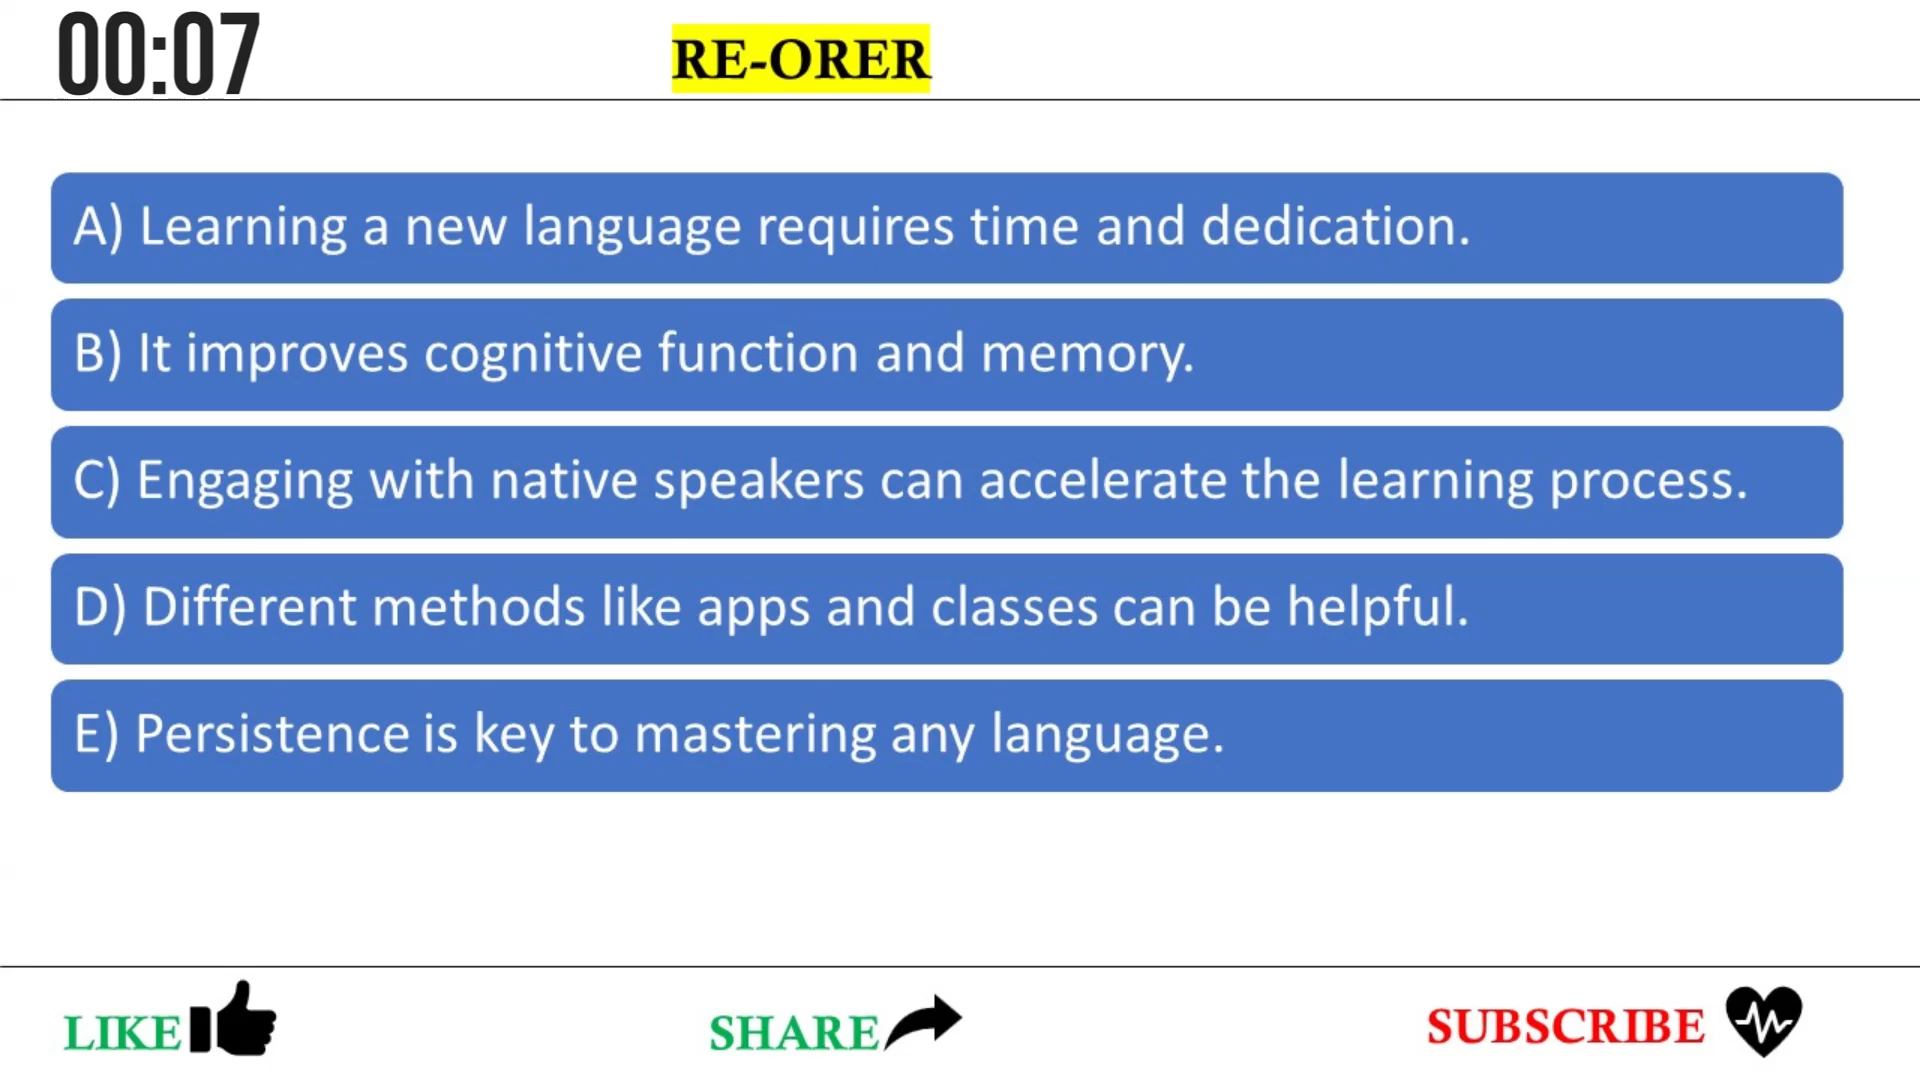 00:07
RE-ORER
A) Learning a new language requires time and dedication.
B) It improves cognitive function and memory.
C) Engaging with native speakers can accelerate the learning process.
D) Different methods like apps and classes can be helpful.
E) Persistence is key to mastering any language.
LIKE
SHARE
SUBSCRIBE